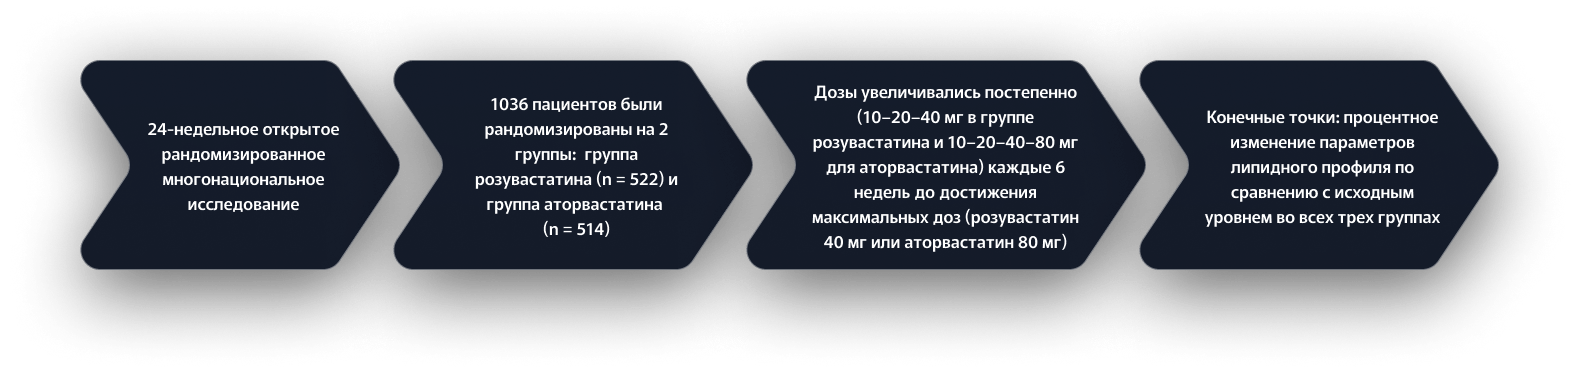 24-недельное открытое
рандомизированное
многонациональное
исследование
1036 пациентов были
рандомизированы на 2
группы:  группа
розувастатина (n = 522) и
группа аторвастатина
(n = 514)
Дозы увеличивались постепенно
(10–20–40 мг в группе
розувастатина и 10–20–40–80 мг
для аторвастатина) каждые 6
недель до достижения
максимальных доз (розувастатин
40 мг или аторвастатин 80 мг)
Конечные точки: процентное
изменение параметров
липидного профиля по
сравнению с исходным
уровнем во всех трех группах